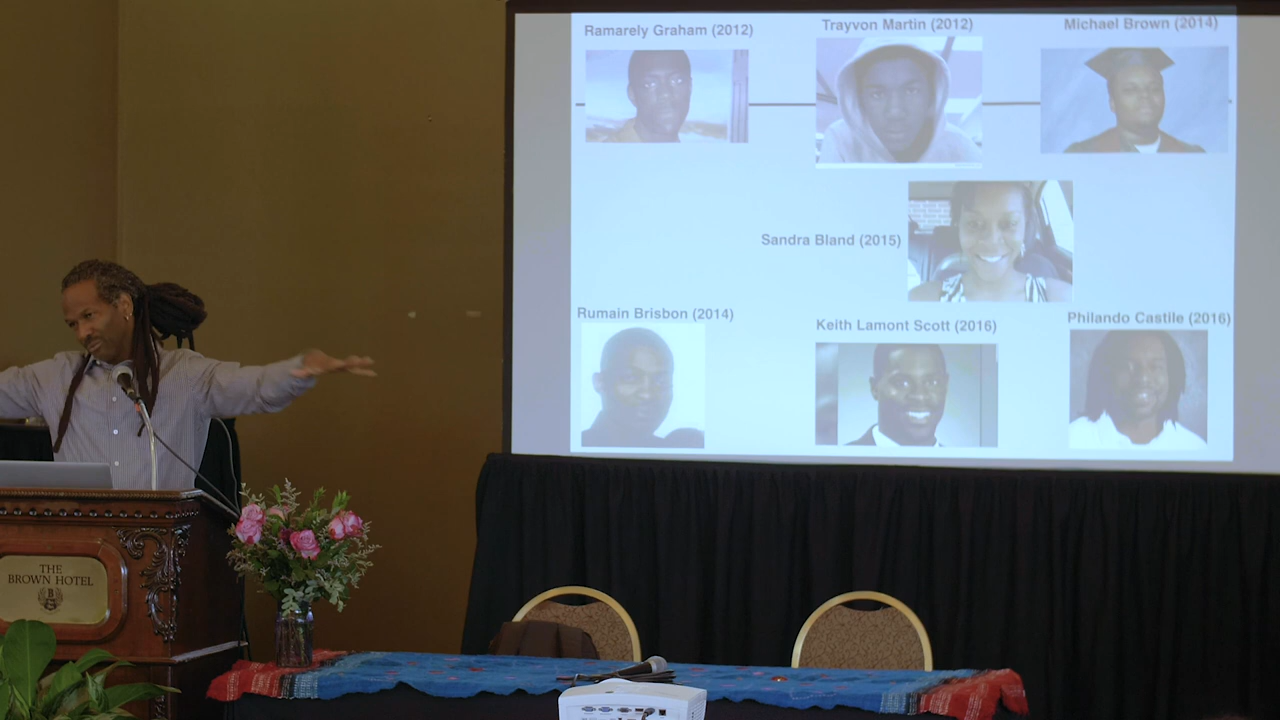 Ramarely Graham (2012)
Trayvon Martin (2012)
Michael Brown (2014)
Sandra Bland (2015)
Rumain Brisbon (2014)
Keith Lamont Scott (2016)
Philando Castile (2016)
THE
BROWN HOTEL
B